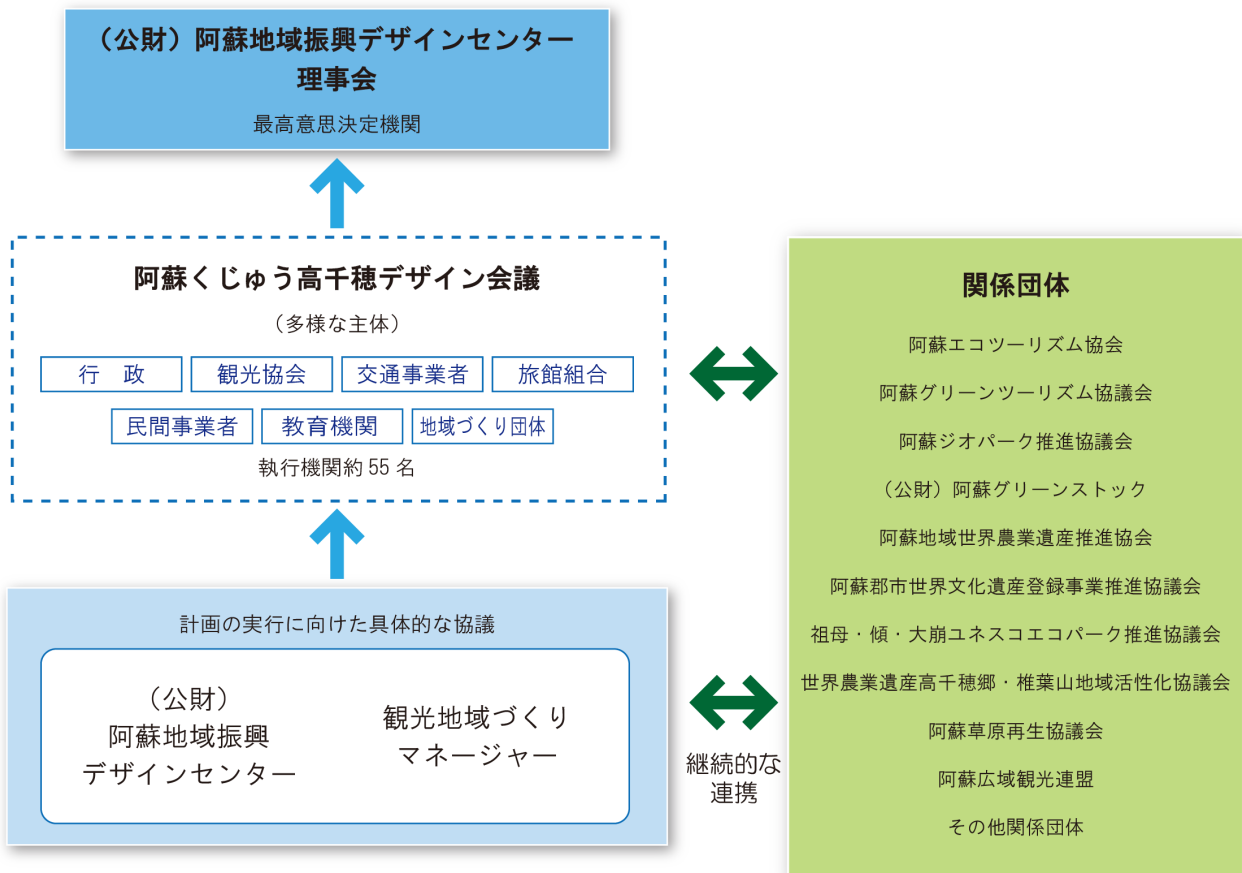 （公財）阿蘇地域振興デザインセンター
理事会
最高意思決定機関
阿蘇くじゅう高千穂デザイン会議
（多様な主体）
行　政
観光協会
交通事業者
旅館組合
民間事業者
教育機関
地域づくり団体
執行機関約 55 名
計画の実行に向けた具体的な協議
（公財）
阿蘇地域振興
デザインセンター
観光地域づくり
マネージャー
継続的な
連携
関係団体
阿蘇エコツーリズム協会
阿蘇グリーンツーリズム協議会
阿蘇ジオパーク推進協議会
（公財）阿蘇グリーンストック
阿蘇地域世界農業遺産推進協会
阿蘇郡市世界文化遺産登録事業推進協議会
祖母・傾・大崩ユネスコエコパーク推進協議会
世界農業遺産高千穂郷・椎葉山地域活性化協議会
阿蘇草原再生協議会
阿蘇広域観光連盟
その他関係団体